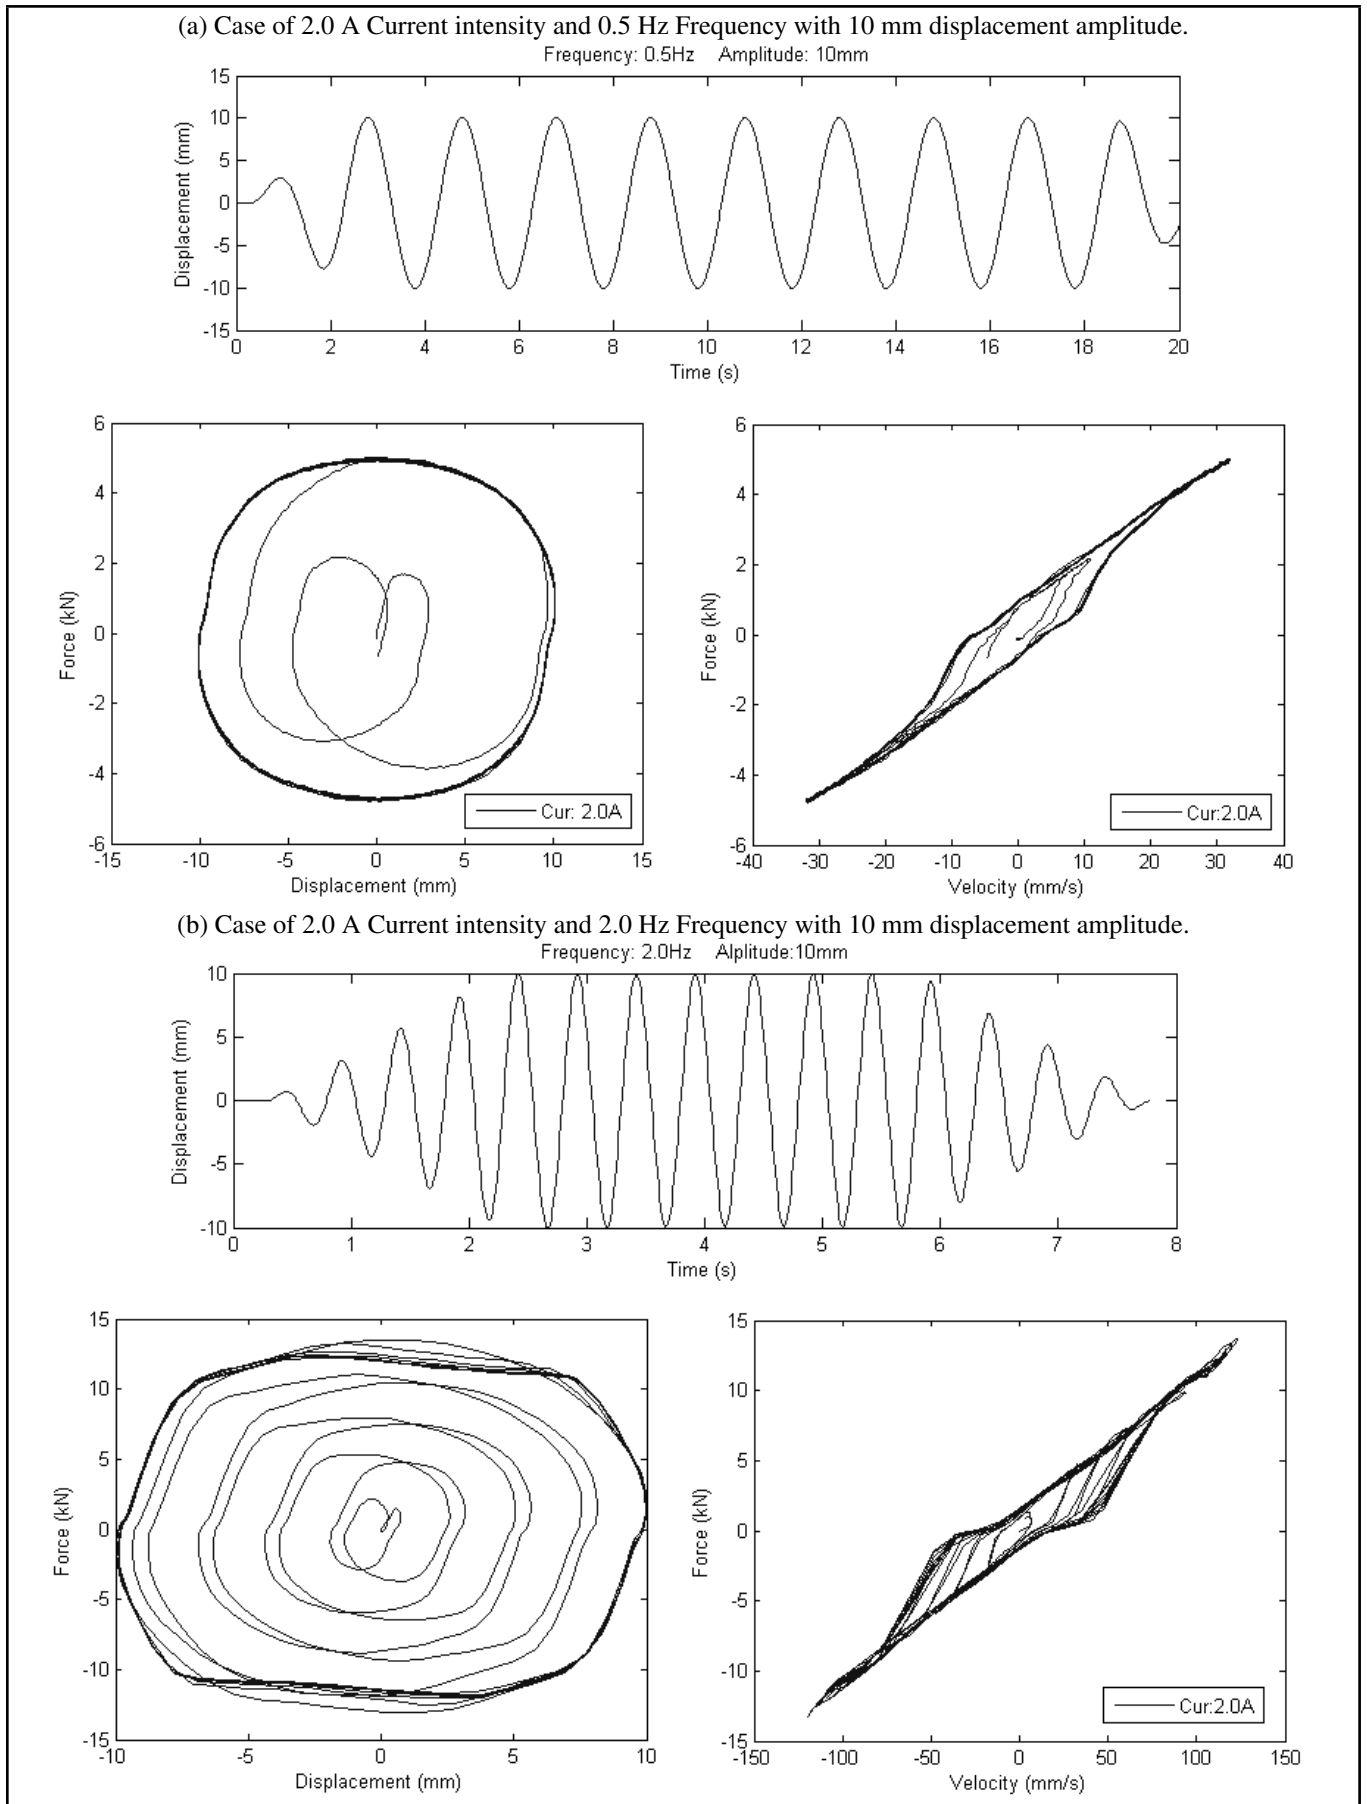 (a) Case of 2.0 A Current intensity and 0.5 Hz Frequency with 10 mm displacement amplitude.
Frequency: 0.5Hz Amplitude: 10mm
15
10
5
0
-5
-10
-15
Displacement (mm)
0 2 4 6 8 10 12 14 16 18 20
Time (s)
6
4
2
0
-2
-4
-6
Force (kN)
Cur: 2.0A
-15 -10 -5 0 5 10 15
Displacement (mm)
6
4
2
0
-2
-4
-6
Force (kN)
Cur:2.0A
-40 -30 -20 -10 0 10 20 30 40
Velocity (mm/s)
(b) Case of 2.0 A Current intensity and 2.0 Hz Frequency with 10 mm displacement amplitude.
Frequency: 2.0Hz Alplitude:10mm
10
5
0
-5
-10
Displacement (mm)
0 1 2 3 4 5 6 7 8
Time (s)
15
10
5
0
-5
-10
-15
Force (kN)
-10 -5 0 5 10
Displacement (mm)
15
10
5
0
-5
-10
-15
Force (kN)
Cur:2.0A
-150 -100 -50 0 50 100 150
Velocity (mm/s)